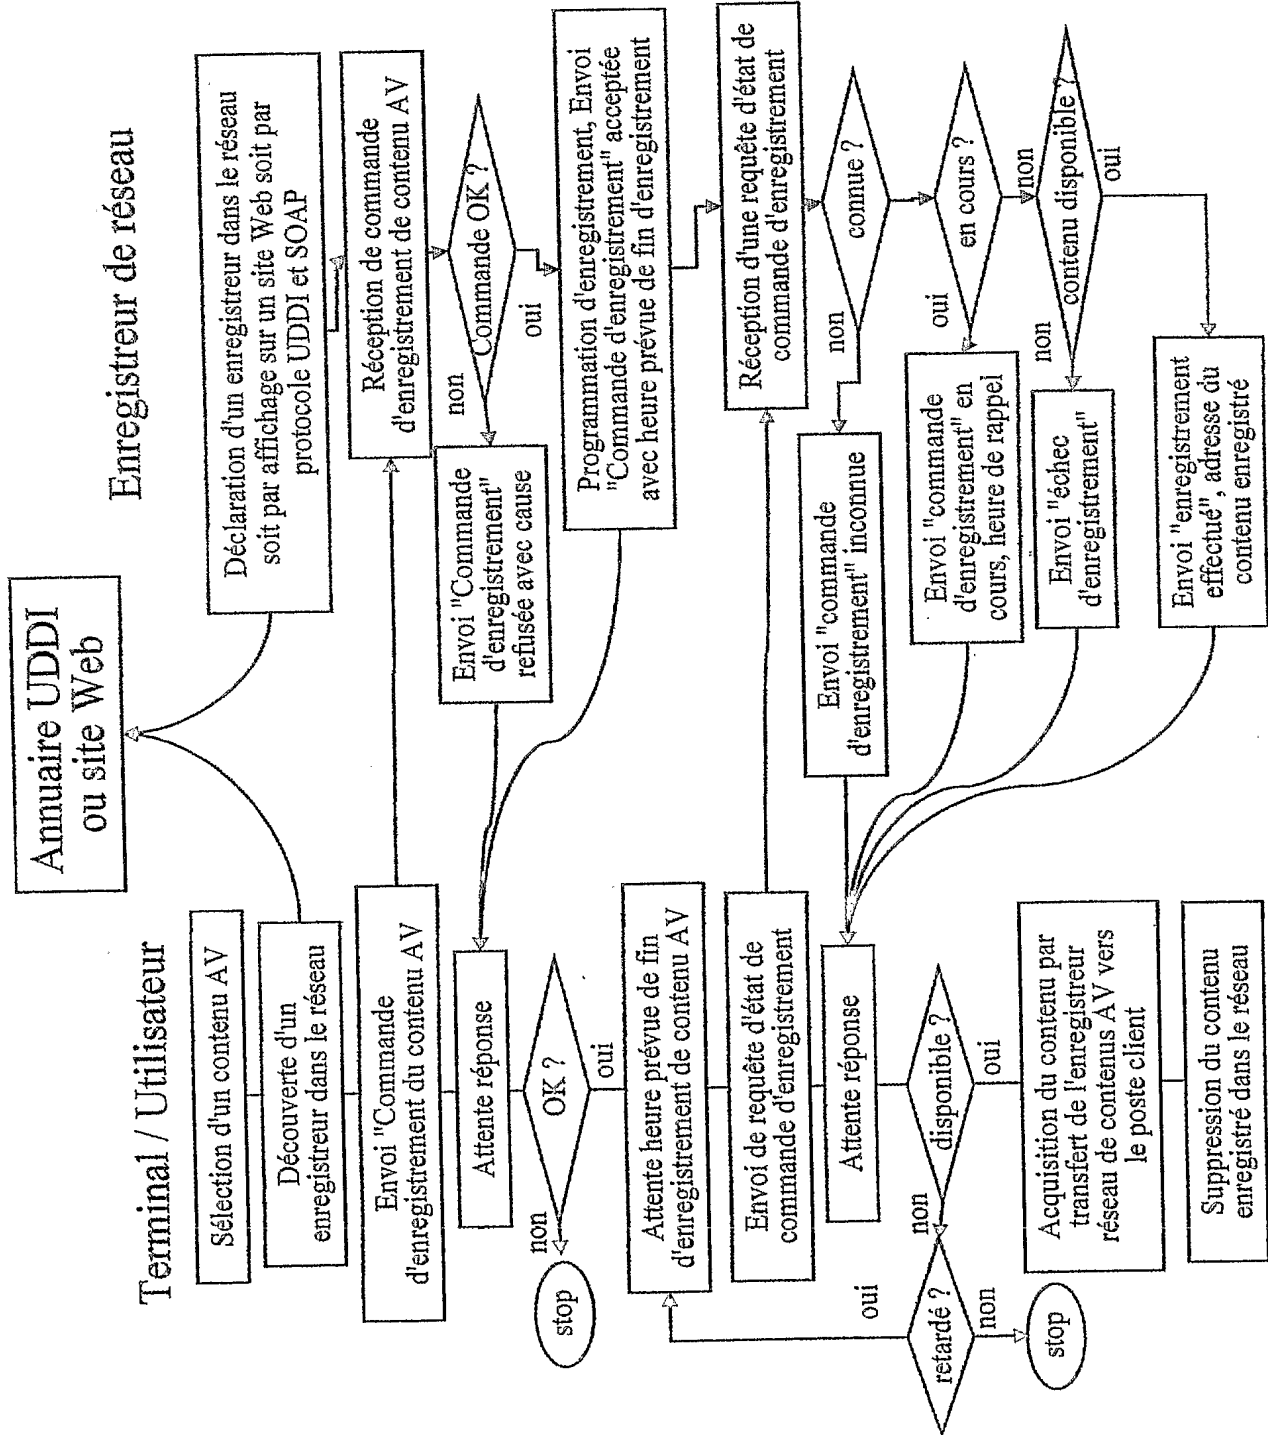 Annuaire UDDI
ou site Web
Terminal / Utilisateur
Sélection d'un contenu AV
Découverte d'un
enregistreur dans le réseau
Envoi "Commande
d'enregistrement du contenu AV
Attente réponse
OK ?
non
oui
stop
Attente heure prévue de fin
d'enregistrement de contenu AV
Envoi de requête d'état de
commande d'enregistrement
Attente réponse
disponible ?
non
oui
retardé ?
oui
non
stop
Acquisition du contenu par
transfert de l'enregistreur
réseau de contenus AV vers
le poste client
Suppression du contenu
enregistré dans le réseau
Enregistreur de réseau
Déclaration d'un enregistreur dans le réseau
soit par affichage sur un site Web soit par
protocole UDDI et SOAP
Réception de commande
d'enregistrement de contenu AV
Commande OK ?
non
oui
Envoi "Commande
d'enregistrement"
refusée avec cause
Programmation d'enregistrement, Envoi
"Commande d'enregistrement" acceptée
avec heure prévue de fin d'enregistrement
Réception d'une requête d'état de
commande d'enregistrement
connue ?
non
Envoi "commande
d'enregistrement" inconnue
en cours ?
oui
non
Envoi "commande
d'enregistrement" en
cours, heure de rappel
contenu disponible ?
non
oui
Envoi "échec
d'enregistrement"
Envoi "enregistrement
effectué", adresse du
contenu enregistré